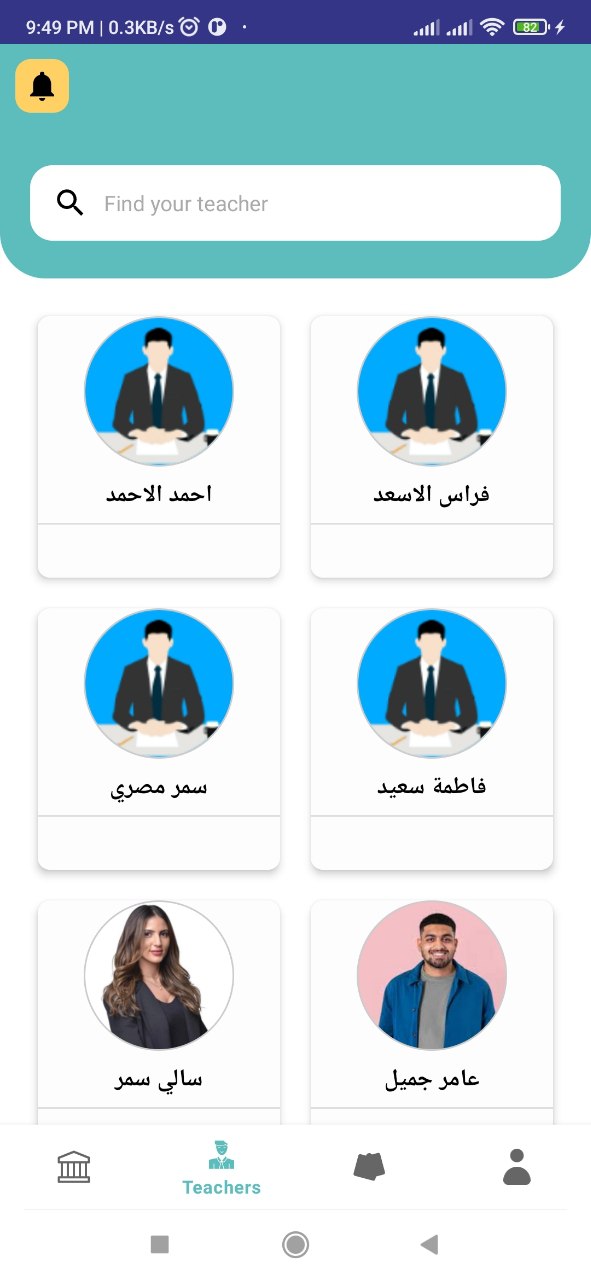 9:49 PM | 0.3KB/s
82
Find your teacher
احمد الاحمد
فراس الاسعد
سمر مصري
فاطمة سعيد
سالي سمر
عامر جميل
Teachers